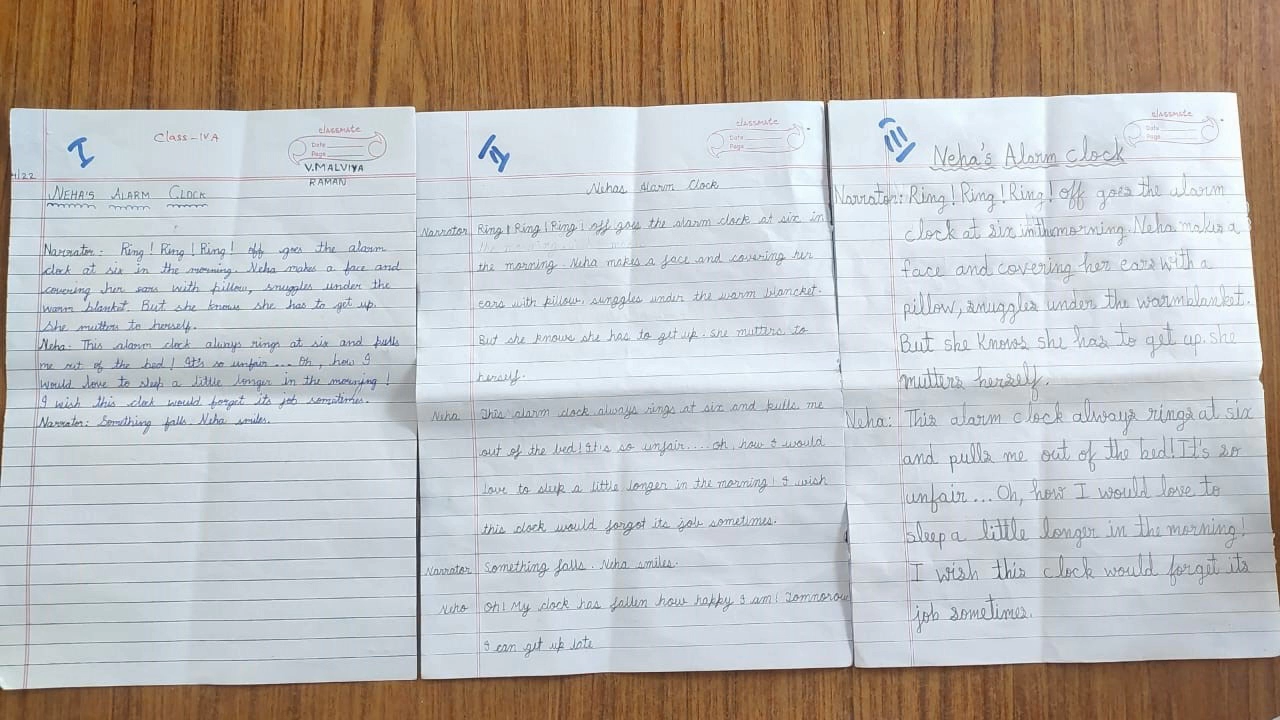 I
Class - IV A
classmate
Date
Page
V. MALVIYA
RAMAN
4/22
NEHA'S ALARM CLOCK
Narrator: Ring! Ring! Ring! off goes the alarm
clock at six in the morning. Neha makes a face and
covering her ears with pillow, snuggles under the
warm blanket. But she knows she has to get up.
She mutters to herself.
Neha: This alarm clock always rings at six and pulls
me out of the bed! It's so unfair ... Oh, how I
would love to sleep a little longer in the morning!
I wish this clock would forget its job sometimes.
Narrator: Something falls. Neha smiles.
II
classmate
Date
Page
Nehas Alarm Clock
Narrator Ring! Ring! Ring! off goes the alarm clock at six in
the morning. Neha makes a face and covering her
ears with pillow, sunggles under the warm blancket.
But she knows she has to get up. she mutters to
herself.
Neha This alarm clock always rings at six and pulls me
out of the bed! It's so unfair.... oh, how I would
love to sleep a little longer in the morning! I wish
this clock would forgot its job sometimes.
Narrator Something falls. Neha smiles.
Neha Oh! My clock has fallen how happy I am! Tomnorow
I can get up late
III
classmate
Date
Page
Neha's Alarm Clock
Narrator: Ring! Ring! Ring! off goes the alarm
clock at six in the morning. Neha makes a
face and covering her ears with a
pillow, snuggles under the warm blanket.
But she knows she has to get up. she
mutters herself.
Neha: This alarm clock always rings at six
and pulls me out of the bed! It's so
unfair... Oh, how I would love to
sleep a little longer in the morning!
I wish this clock would forget its
job sometimes.